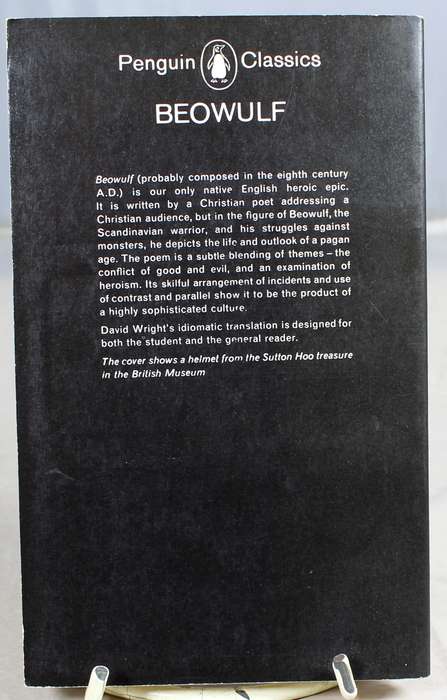 Penguin Classics
BEOWULF
Beowulf (probably composed in the eighth century
A.D.) is our only native English heroic epic.
It is written by a Christian poet addressing a
Christian audience, but in the figure of Beowulf, the
Scandinavian warrior, and his struggles against
monsters, he depicts the life and outlook of a pagan
age. The poem is a subtle blending of themes – the
conflict of good and evil, and an examination of
heroism. Its skilful arrangement of incidents and use
of contrast and parallel show it to be the product of
a highly sophisticated culture.
David Wright's idiomatic translation is designed for
both the student and the general reader.
The cover shows a helmet from the Sutton Hoo treasure
in the British Museum